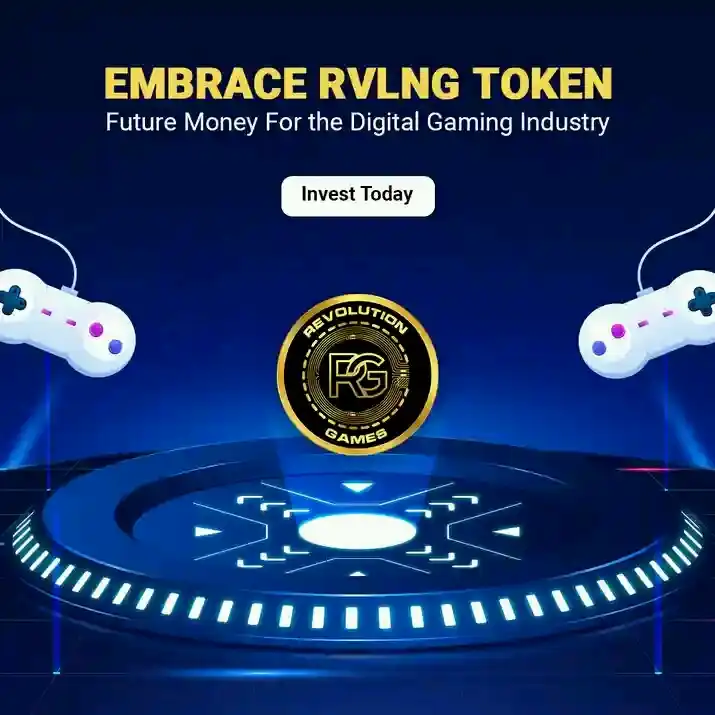 EMBRACE RVLNG TOKEN
Future Money For the Digital Gaming Industry
Invest Today
REVOLUTION
RG
GAMES